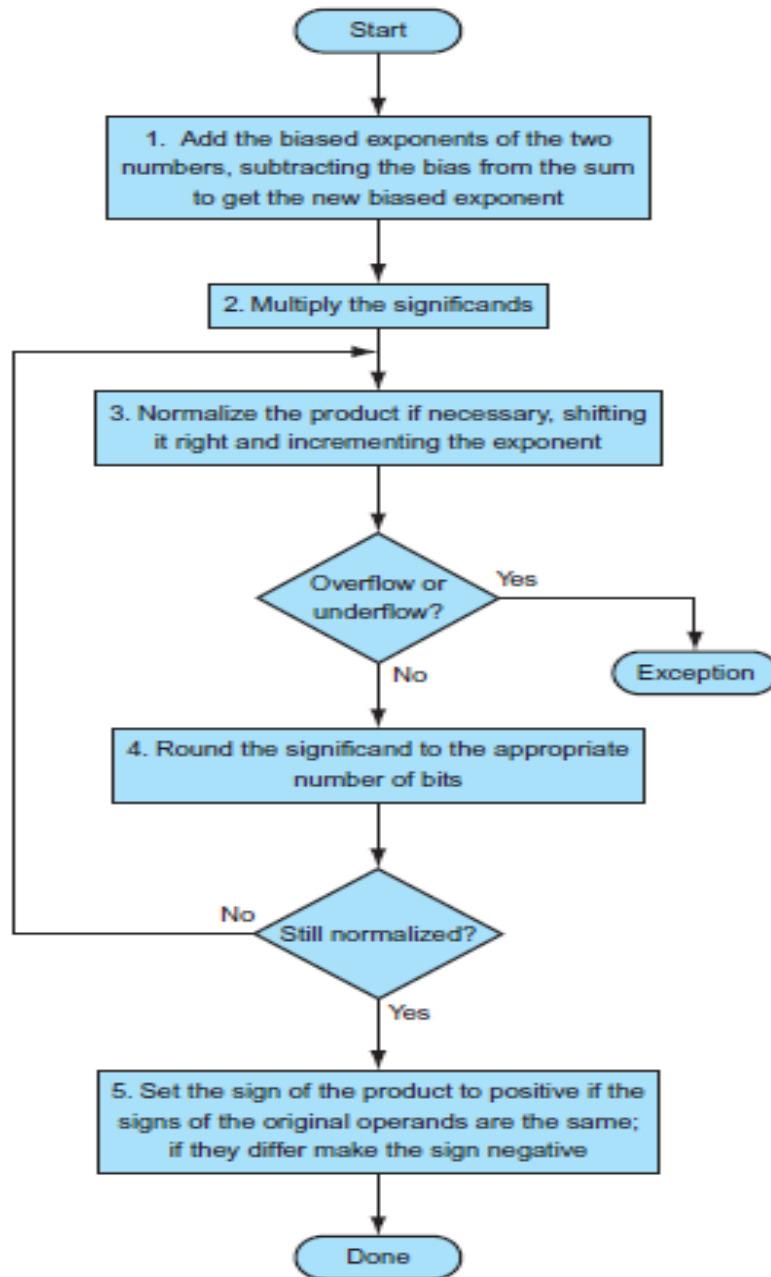 Start
1. Add the biased exponents of the two
numbers, subtracting the bias from the sum
to get the new biased exponent
2. Multiply the significands
3. Normalize the product if necessary, shifting
it right and incrementing the exponent
Overflow or
underflow?
Yes
Exception
No
4. Round the significand to the appropriate
number of bits
No
Still normalized?
Yes
5. Set the sign of the product to positive if the
signs of the original operands are the same;
if they differ make the sign negative
Done